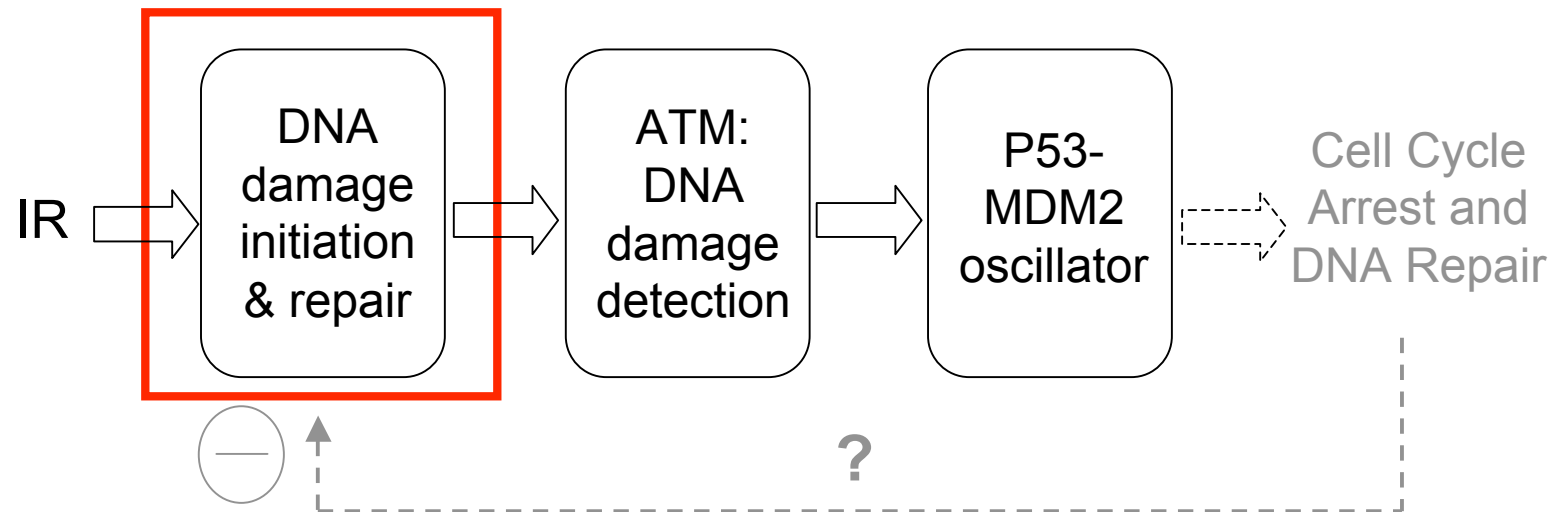 IR
DNA
damage
initiation
& repair
ATM:
DNA
damage
detection
P53-
MDM2
oscillator
Cell Cycle
Arrest and
DNA Repair
?